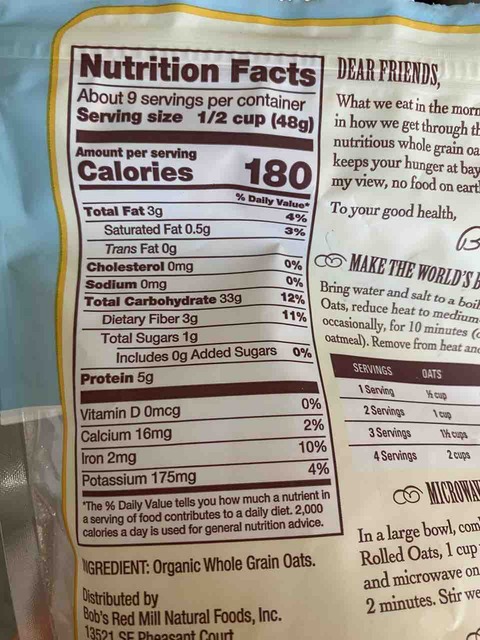 Nutrition Facts
About 9 servings per container
Serving size 1/2 cup (48g)
Amount per serving
Calories 180
% Daily Value*
Total Fat 3g 4%
Saturated Fat 0.5g 3%
Trans Fat 0g
Cholesterol 0mg 0%
Sodium 0mg 0%
Total Carbohydrate 33g 12%
Dietary Fiber 3g 11%
Total Sugars 1g
Includes 0g Added Sugars 0%
Protein 5g
Vitamin D 0mcg 0%
Calcium 16mg 2%
Iron 2mg 10%
Potassium 175mg 4%
*The % Daily Value tells you how much a nutrient in
a serving of food contributes to a daily diet. 2,000
calories a day is used for general nutrition advice.
INGREDIENT: Organic Whole Grain Oats.
Distributed by
Bob's Red Mill Natural Foods, Inc.
13521 SE Pheasant Court
DEAR FRIENDS,
What we eat in the
in how we get through
nutritious whole grain
keeps your hunger at bay
my view, no food on
To your good health,
MAKE THE WORLD'S
Bring water and salt to a
Oats, reduce heat to medium
occasionally, for 10 minutes
oatmeal). Remove from heat
SERVINGS OATS
1 Serving ½ cup
2 Servings 1 cup
3 Servings 1½ cups
4 Servings 2 cups
In a large bowl,
Rolled Oats, 1 cup
and microwave on
2 minutes. Stir